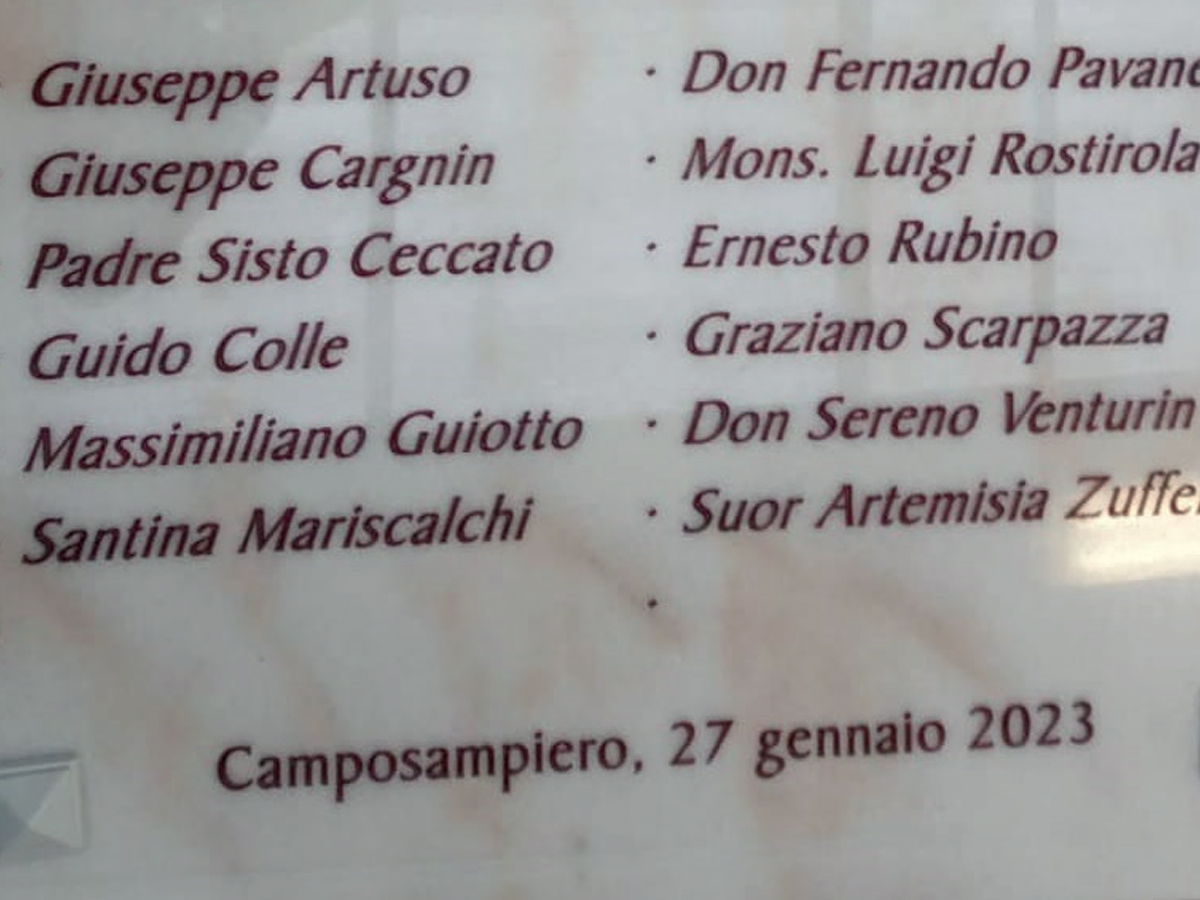 Giuseppe Artuso
Giuseppe Cargnin
Padre Sisto Ceccato
Guido Colle
Massimiliano Guiotto
Santina Mariscalchi
· Don Fernando
· Mons. Luigi
· Ernesto Rubino
· Graziano Scarpazza
· Don Sereno
· Suor Artemisia
·
Camposampiero, 27 gennaio 2023